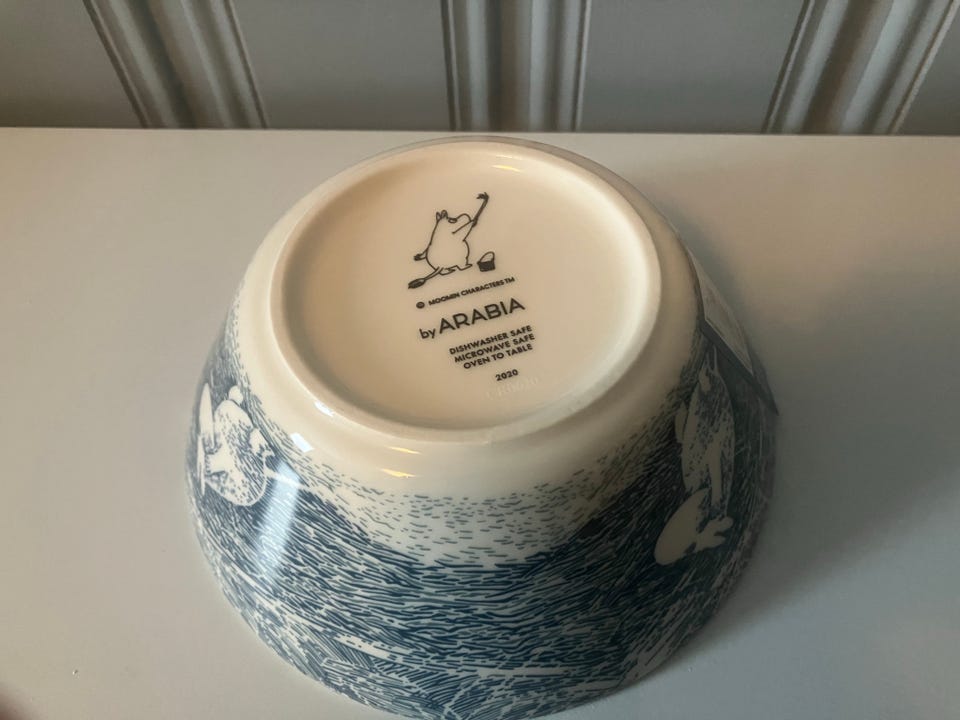 © MOOMIN CHARACTERS TM
by ARABIA
DISHWASHER SAFE
MICROWAVE SAFE
OVEN TO TABLE
2020